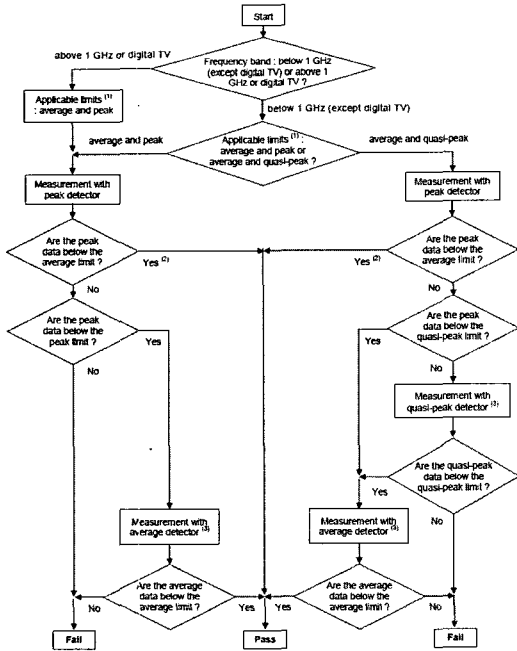 Start
above 1 GHz or digital TV
Frequency band : below 1 GHz
(except digital TV) or above 1
GHz or digital TV ?
Applicable limits (1)
: average and peak
below 1 GHz (except digital TV)
average and peak
Applicable limits (1) :
average and peak or
average and quasi-peak ?
average and quasi-peak
Measurement with
peak detector
Measurement with
peak detector
Are the peak
data below the
average limit ?
Yes (2)
Yes (2)
Are the peak
data below the
average limit ?
No
No
Are the peak
data below the
peak limit ?
Yes
Yes
Are the peak
data below the
quasi-peak limit ?
No
No
Measurement with
quasi-peak detector (3)
Are the quasi-peak
data below the
quasi-peak limit ?
Yes
No
Measurement with
average detector (3)
Measurement with
average detector (3)
Are the average
data below the
average limit ?
No
Yes
Yes
Are the average
data below the
average limit ?
No
Fail
Pass
Fail